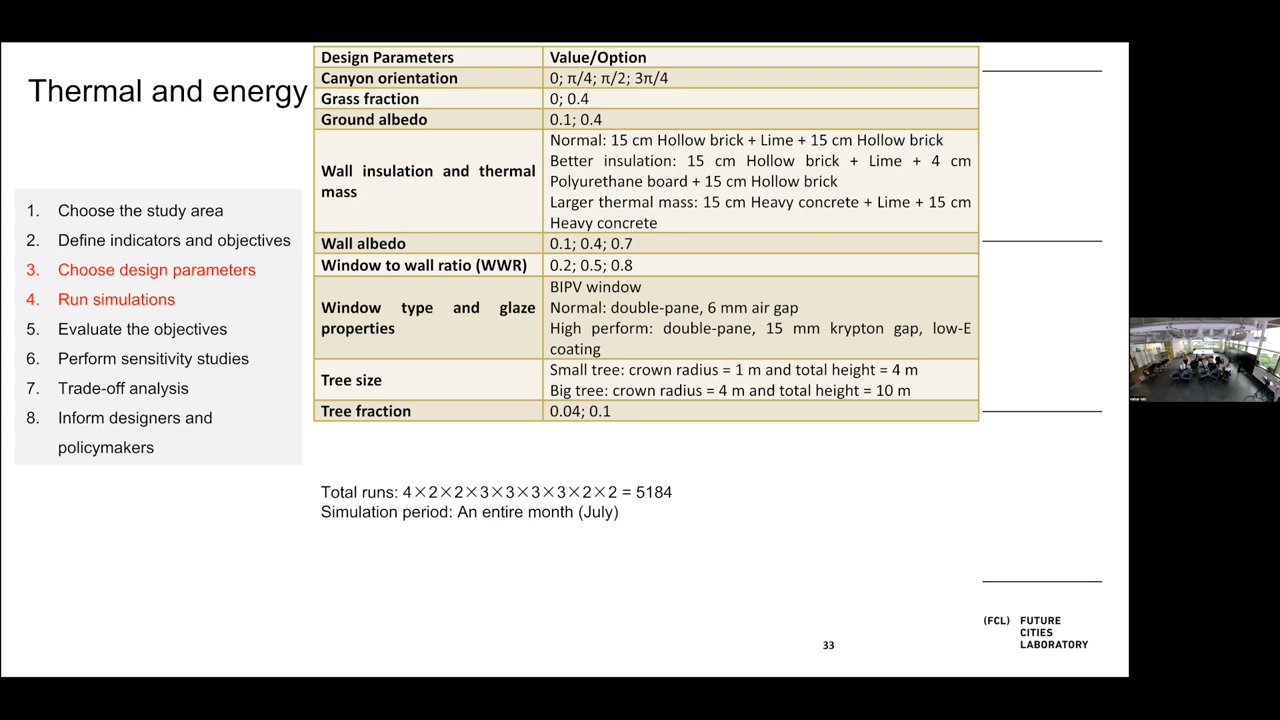 Thermal and energy
1. Choose the study area
2. Define indicators and objectives
3. Choose design parameters
4. Run simulations
5. Evaluate the objectives
6. Perform sensitivity studies
7. Trade-off analysis
8. Inform designers and
policymakers
Design Parameters Value/Option
Canyon orientation 0; π/4; π/2; 3π/4
Grass fraction 0; 0.4
Ground albedo 0.1; 0.4
Wall insulation and thermal
mass
Normal: 15 cm Hollow brick + Lime + 15 cm Hollow brick
Better insulation: 15 cm Hollow brick + Lime + 4 cm
Polyurethane board + 15 cm Hollow brick
Larger thermal mass: 15 cm Heavy concrete + Lime + 15 cm
Heavy concrete
Wall albedo 0.1; 0.4; 0.7
Window to wall ratio (WWR) 0.2; 0.5; 0.8
Window type and glaze
properties
BIPV window
Normal: double-pane, 6 mm air gap
High perform: double-pane, 15 mm krypton gap, low-E
coating
Tree size
Small tree: crown radius = 1 m and total height = 4 m
Big tree: crown radius = 4 m and total height = 10 m
Tree fraction 0.04; 0.1
Total runs: 4×2×2×3×3×3×3×2×2 = 5184
Simulation period: An entire month (July)
33
(FCL) FUTURE
CITIES
LABORATORY